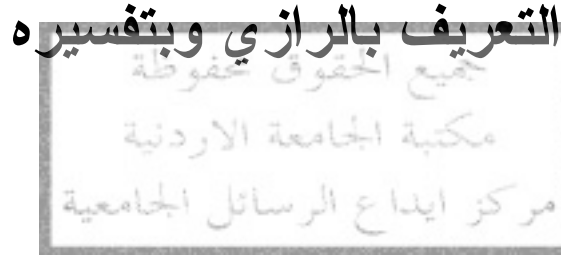 التعريف بالرازي وبتفسيره
جميع الحقوق محفوظة
مكتبة الجامعة الاردنية
مركز ايداع الرسائل الجامعية